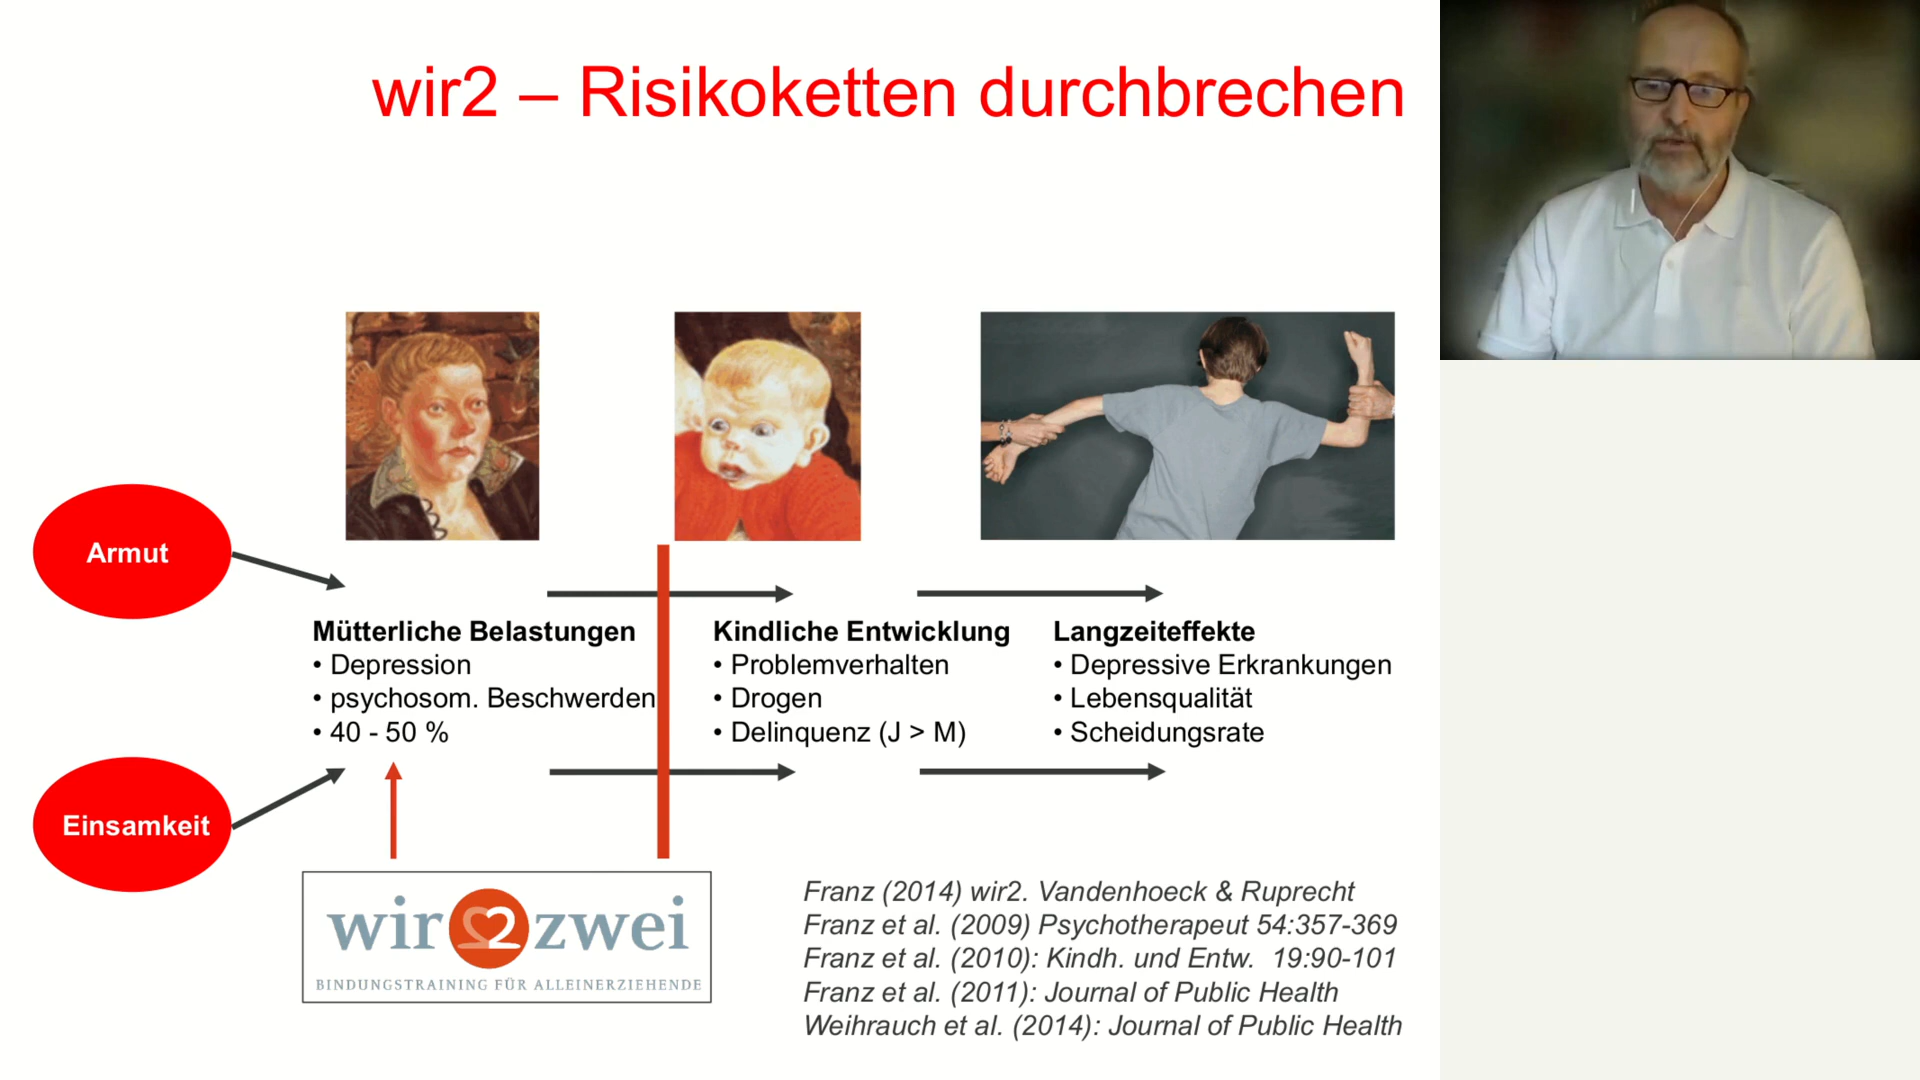 wir2 – Risikoketten durchbrechen
Armut
Einsamkeit
Mütterliche Belastungen
• Depression
• psychosom. Beschwerden
• 40 - 50 %
Kindliche Entwicklung
• Problemverhalten
• Drogen
• Delinquenz (J > M)
Langzeiteffekte
• Depressive Erkrankungen
• Lebensqualität
• Scheidungsrate
wir2zwei
BINDUNGSTRAINING FÜR ALLEINERZIEHENDE
Franz (2014) wir2. Vandenhoeck & Ruprecht
Franz et al. (2009) Psychotherapeut 54:357-369
Franz et al. (2010): Kindh. und Entw. 19:90-101
Franz et al. (2011): Journal of Public Health
Weihrauch et al. (2014): Journal of Public Health